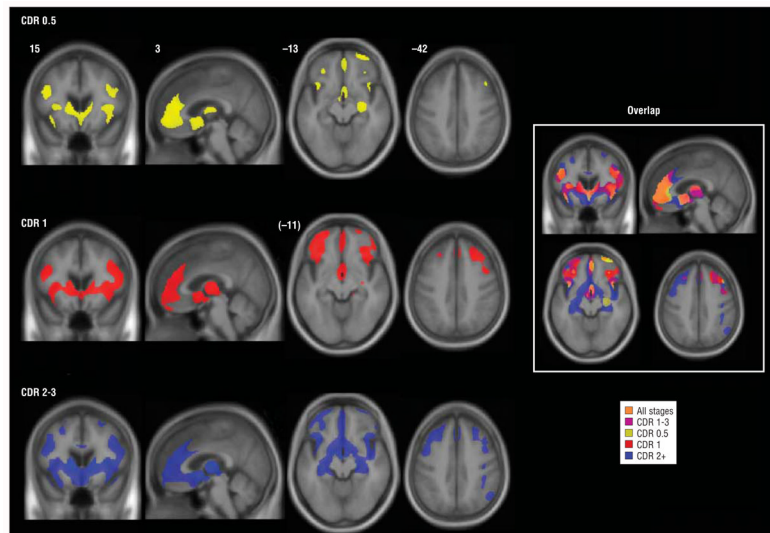 CDR 0.5
15
3
–13
–42
Overlap
CDR 1
(–11)
CDR 2-3
All stages
CDR 1-3
CDR 0.5
CDR 1
CDR 2+